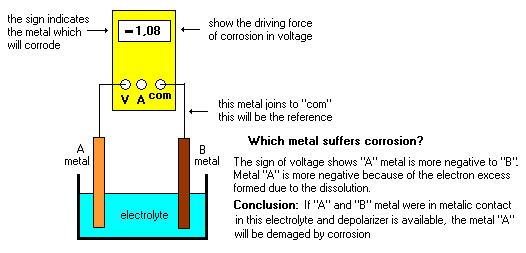 the sign indicates
the metal which
will corrode
−1,08
show the driving force
of corrosion in voltage
V A com
this metal joins to "com"
this will be the reference
A
metal
B
metal
electrolyte
Which metal suffers corrosion?
The sign of voltage shows "A" metal is more negative to "B".
Metal "A" is more negative because of the electron excess
formed due to the dissolution.
Conclusion: If "A" and "B" metal were in metalic contact
in this electrolyte and depolarizer is available, the metal "A"
will be demaged by corrosion